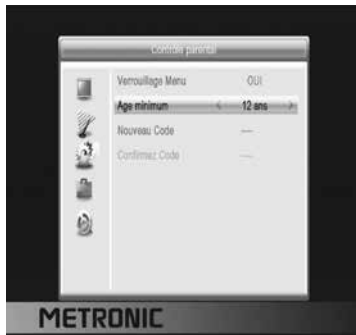 Contrôle parental
Verrouillage Menu OUI
Age minimum < 12 ans >
Nouveau Code ----
Confirmez Code ----
METRONIC